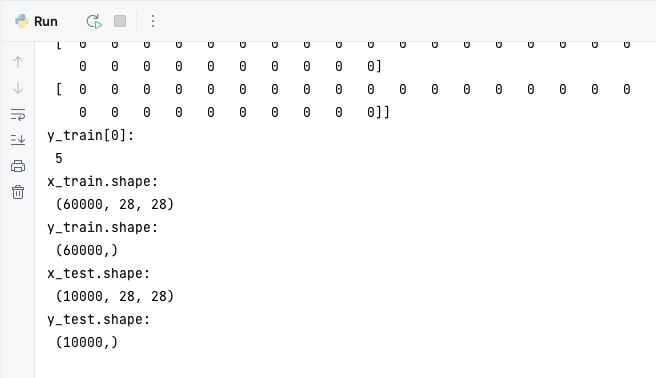 Run
[ 0 0 0 0 0 0 0 0 0 0 0 0 0 0 0 0 0 0
0 0 0 0 0 0 0 0 0 0]
[ 0 0 0 0 0 0 0 0 0 0 0 0 0 0 0 0 0 0
0 0 0 0 0 0 0 0 0 0]]
y_train[0]:
5
x_train.shape:
(60000, 28, 28)
y_train.shape:
(60000,)
x_test.shape:
(10000, 28, 28)
y_test.shape:
(10000,)